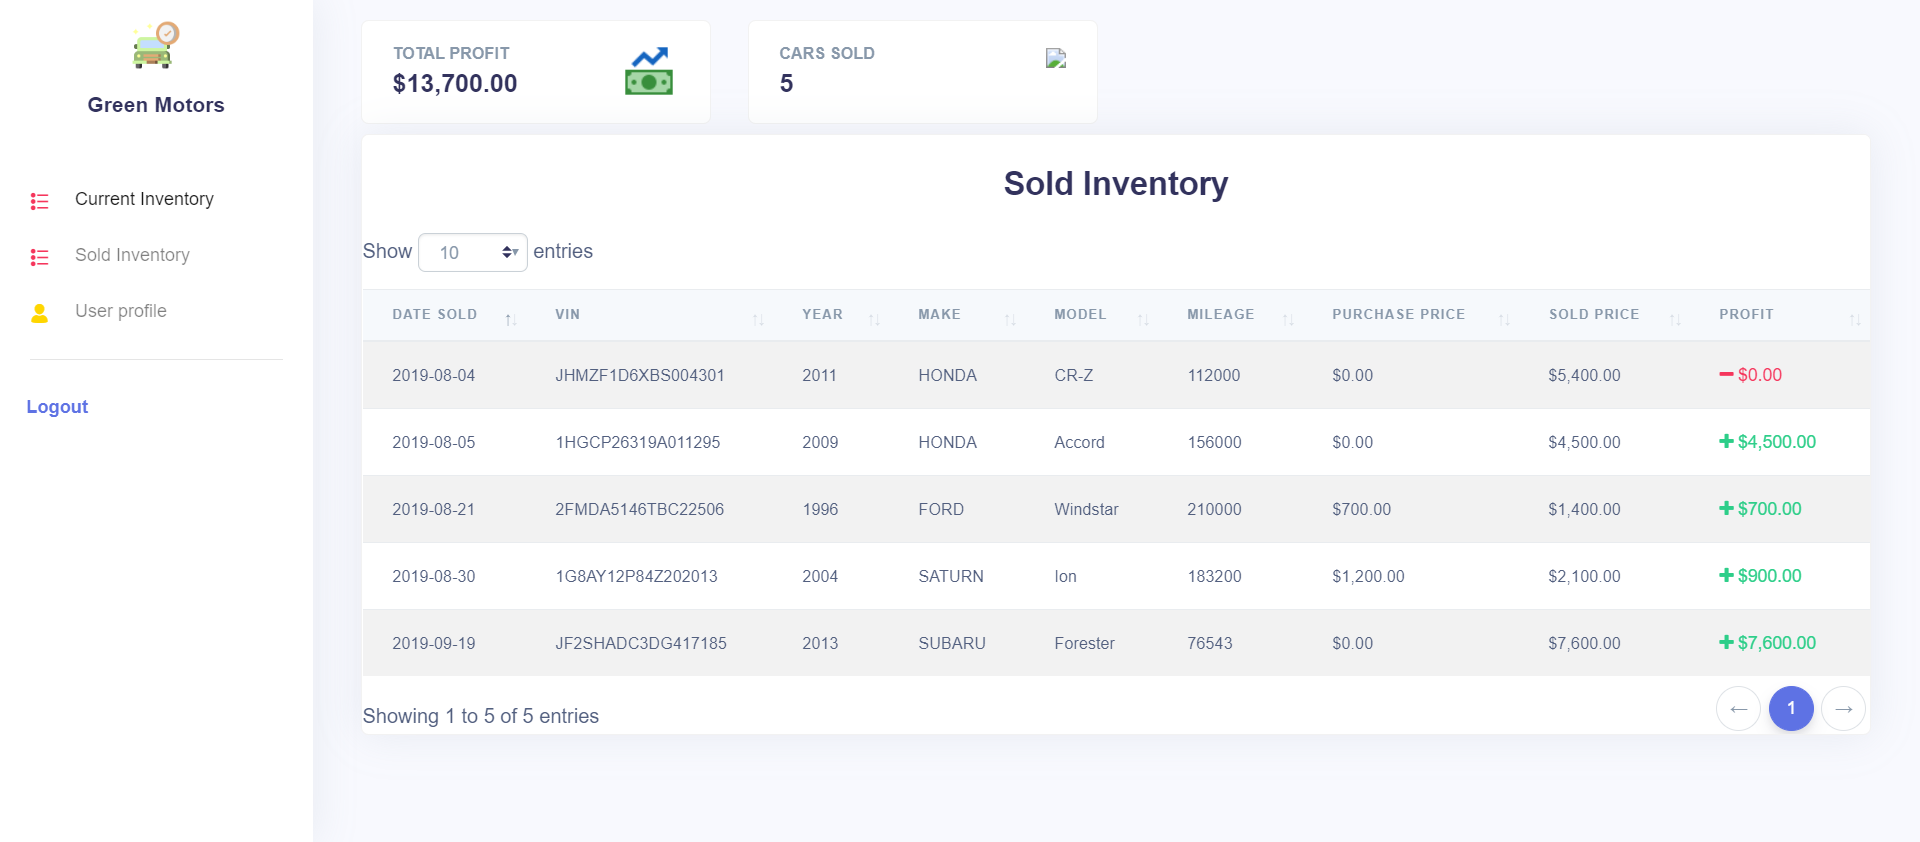 Green Motors
Current Inventory
Sold Inventory
User profile
Logout
TOTAL PROFIT
$13,700.00
CARS SOLD
5
Sold Inventory
Show 10 entries
DATE SOLD VIN YEAR MAKE MODEL MILEAGE PURCHASE PRICE SOLD PRICE PROFIT
2019-08-04 JHMZF1D6XBS004301 2011 HONDA CR-Z 112000 $0.00 $5,400.00 $0.00
2019-08-05 1HGCP26319A011295 2009 HONDA Accord 156000 $0.00 $4,500.00 $4,500.00
2019-08-21 2FMDA5146TBC22506 1996 FORD Windstar 210000 $700.00 $1,400.00 $700.00
2019-08-30 1G8AY12P84Z202013 2004 SATURN Ion 183200 $1,200.00 $2,100.00 $900.00
2019-09-19 JF2SHADC3DG417185 2013 SUBARU Forester 76543 $0.00 $7,600.00 $7,600.00
Showing 1 to 5 of 5 entries
← 1 →